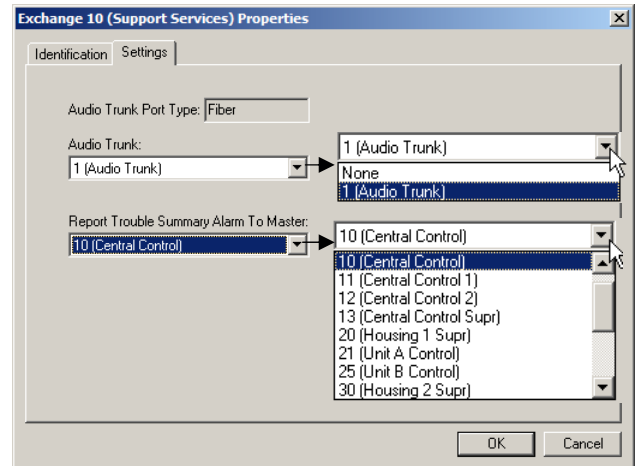 Exchange 10 (Support Services) Properties
Identification
Settings
Audio Trunk Port Type: Fiber
Audio Trunk:
1 (Audio Trunk)
1 (Audio Trunk)
None
1 (Audio Trunk)
Report Trouble Summary Alarm To Master:
10 (Central Control)
10 (Central Control)
10 (Central Control)
11 (Central Control 1)
12 (Central Control 2)
13 (Central Control Supr)
20 (Housing 1 Supr)
21 (Unit A Control)
25 (Unit B Control)
30 (Housing 2 Supr)
OK
Cancel